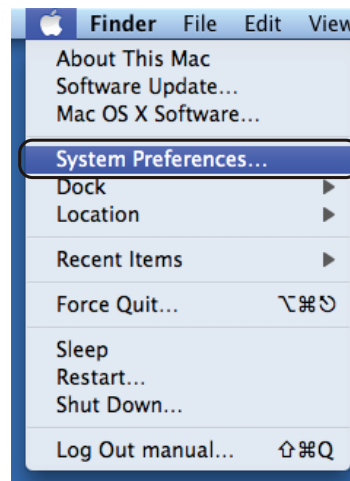 Finder File Edit View
About This Mac
Software Update...
Mac OS X Software...
System Preferences...
Dock
Location
Recent Items
Force Quit... ⌥⌘⎋
Sleep
Restart...
Shut Down...
Log Out manual... ⇧⌘Q